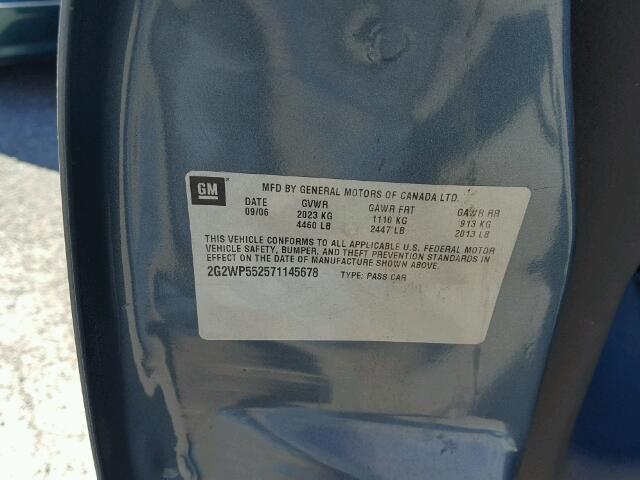 GM
MFD BY GENERAL MOTORS OF CANADA LTD.
DATE GVWR GAWR FRT GAWR RR
09/06 2023 KG 1110 KG 913 KG
4460 LB 2447 LB 2013 LB
THIS VEHICLE CONFORMS TO ALL APPLICABLE U.S. FEDERAL MOTOR
VEHICLE SAFETY, BUMPER, AND THEFT PREVENTION STANDARDS IN
EFFECT ON THE DATE OF MANUFACTURE SHOWN ABOVE.
2G2WP552571145678 TYPE: PASS CAR